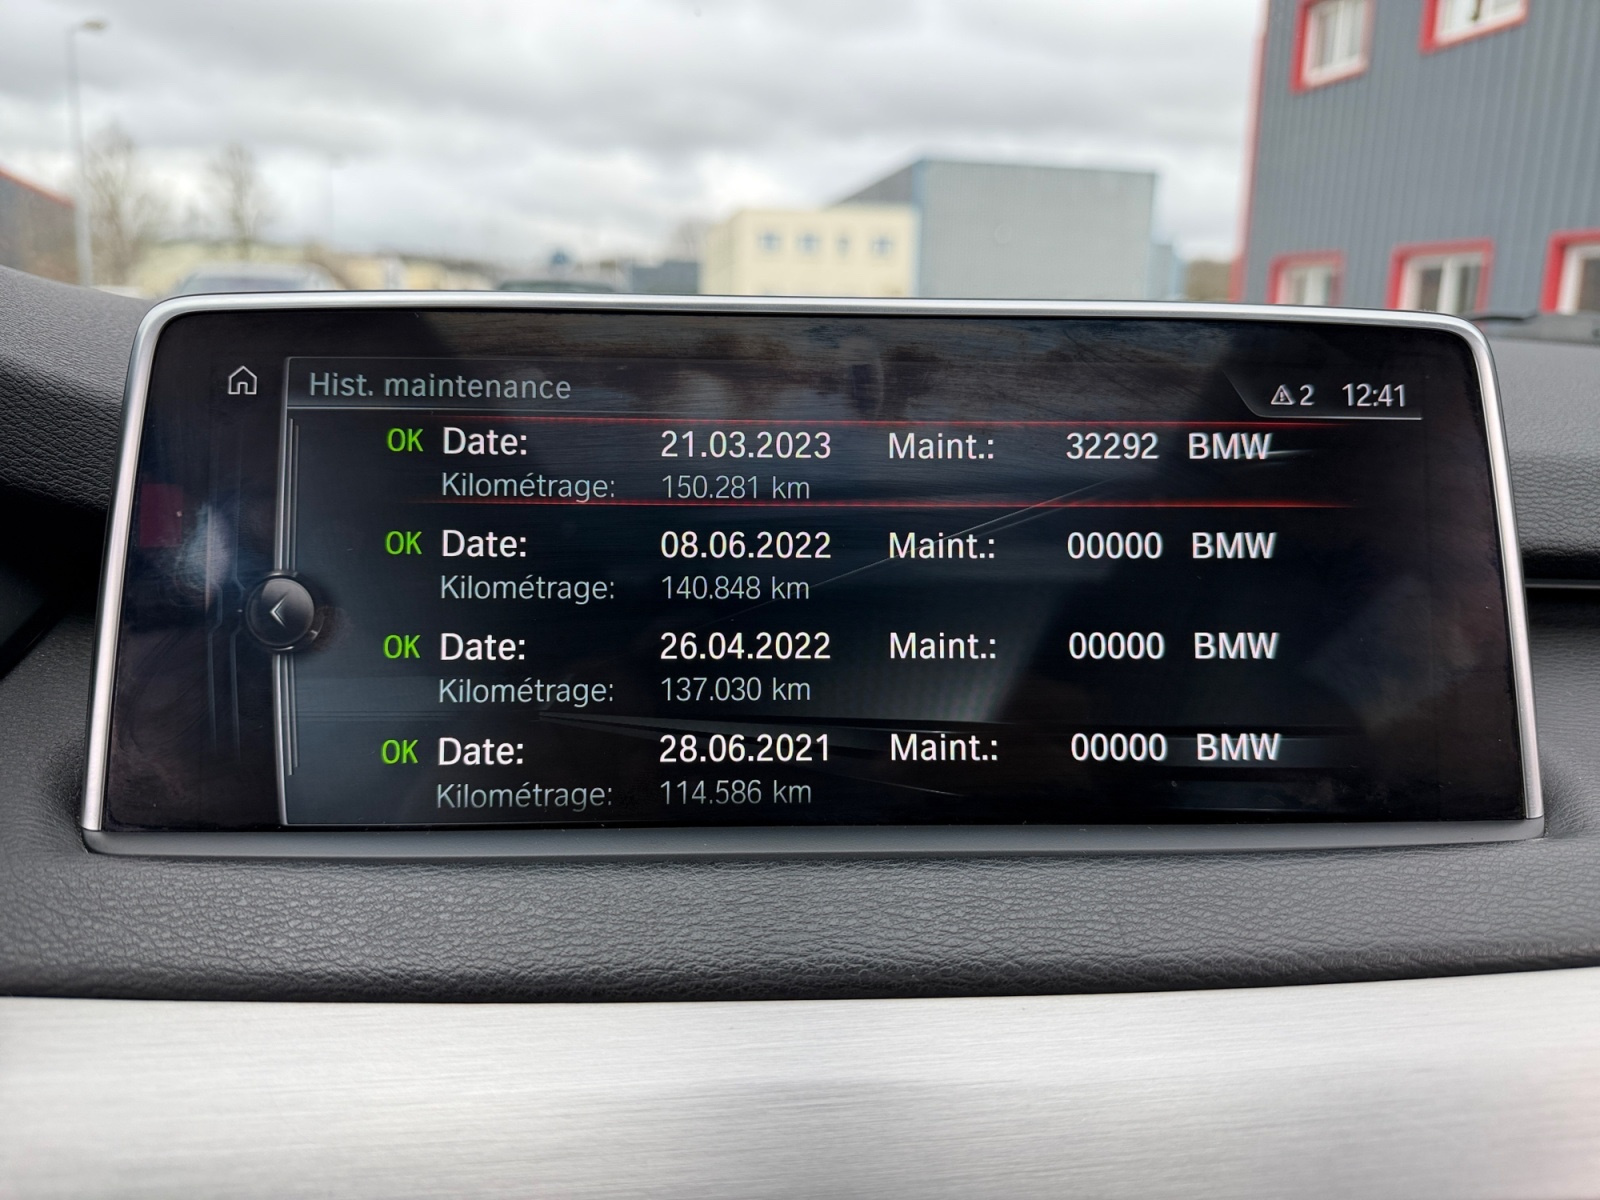 Hist. maintenance 2 12:41
OK Date: 21.03.2023 Maint.: 32292 BMW
Kilométrage: 150.281 km
OK Date: 08.06.2022 Maint.: 00000 BMW
Kilométrage: 140.848 km
OK Date: 26.04.2022 Maint.: 00000 BMW
Kilométrage: 137.030 km
OK Date: 28.06.2021 Maint.: 00000 BMW
Kilométrage: 114.586 km